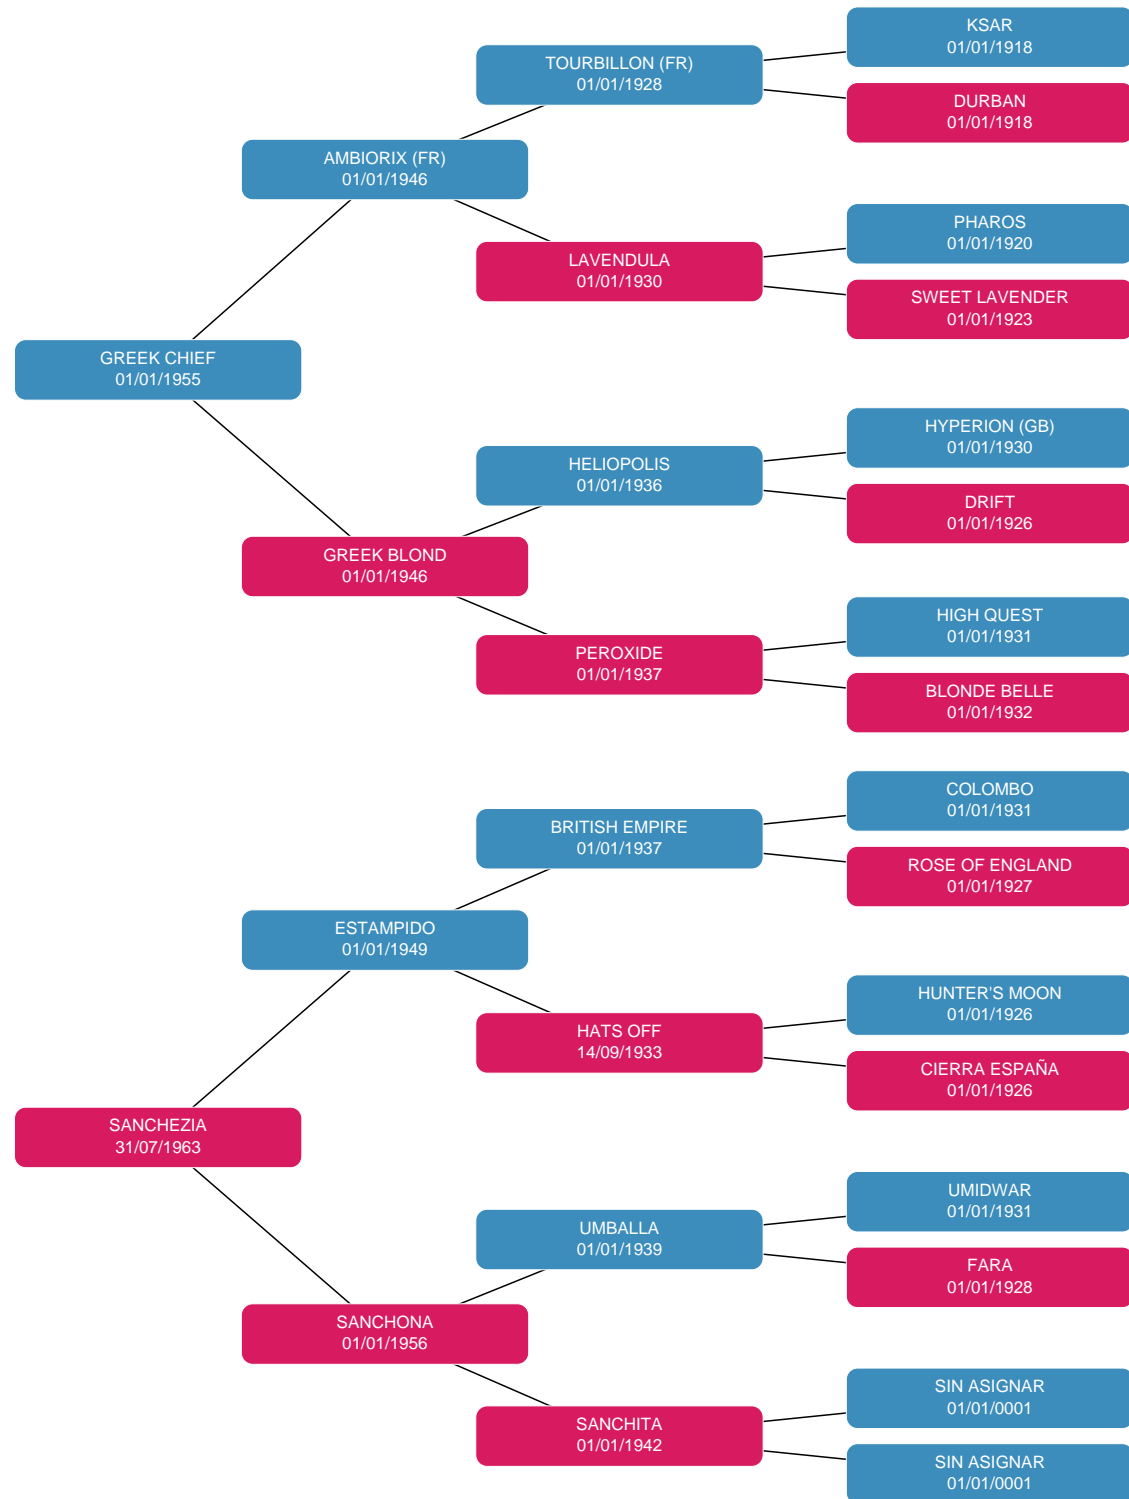 KSAR
01/01/1918
TOURBILLON (FR)
01/01/1928
DURBAN
01/01/1918
AMBIORIX (FR)
01/01/1946
PHAROS
01/01/1920
LAVENDULA
01/01/1930
SWEET LAVENDER
01/01/1923
GREEK CHIEF
01/01/1955
HYPERION (GB)
01/01/1930
HELIOPOLIS
01/01/1936
DRIFT
01/01/1926
GREEK BLOND
01/01/1946
HIGH QUEST
01/01/1931
PEROXIDE
01/01/1937
BLONDE BELLE
01/01/1932
COLOMBO
01/01/1931
BRITISH EMPIRE
01/01/1937
ROSE OF ENGLAND
01/01/1927
ESTAMPIDO
01/01/1949
HUNTER'S MOON
01/01/1926
HATS OFF
14/09/1933
CIERRA ESPAÑA
01/01/1926
SANCHEZIA
31/07/1963
UMIDWAR
01/01/1931
UMBALLA
01/01/1939
FARA
01/01/1928
SANCHONA
01/01/1956
SIN ASIGNAR
01/01/0001
SANCHITA
01/01/1942
SIN ASIGNAR
01/01/0001